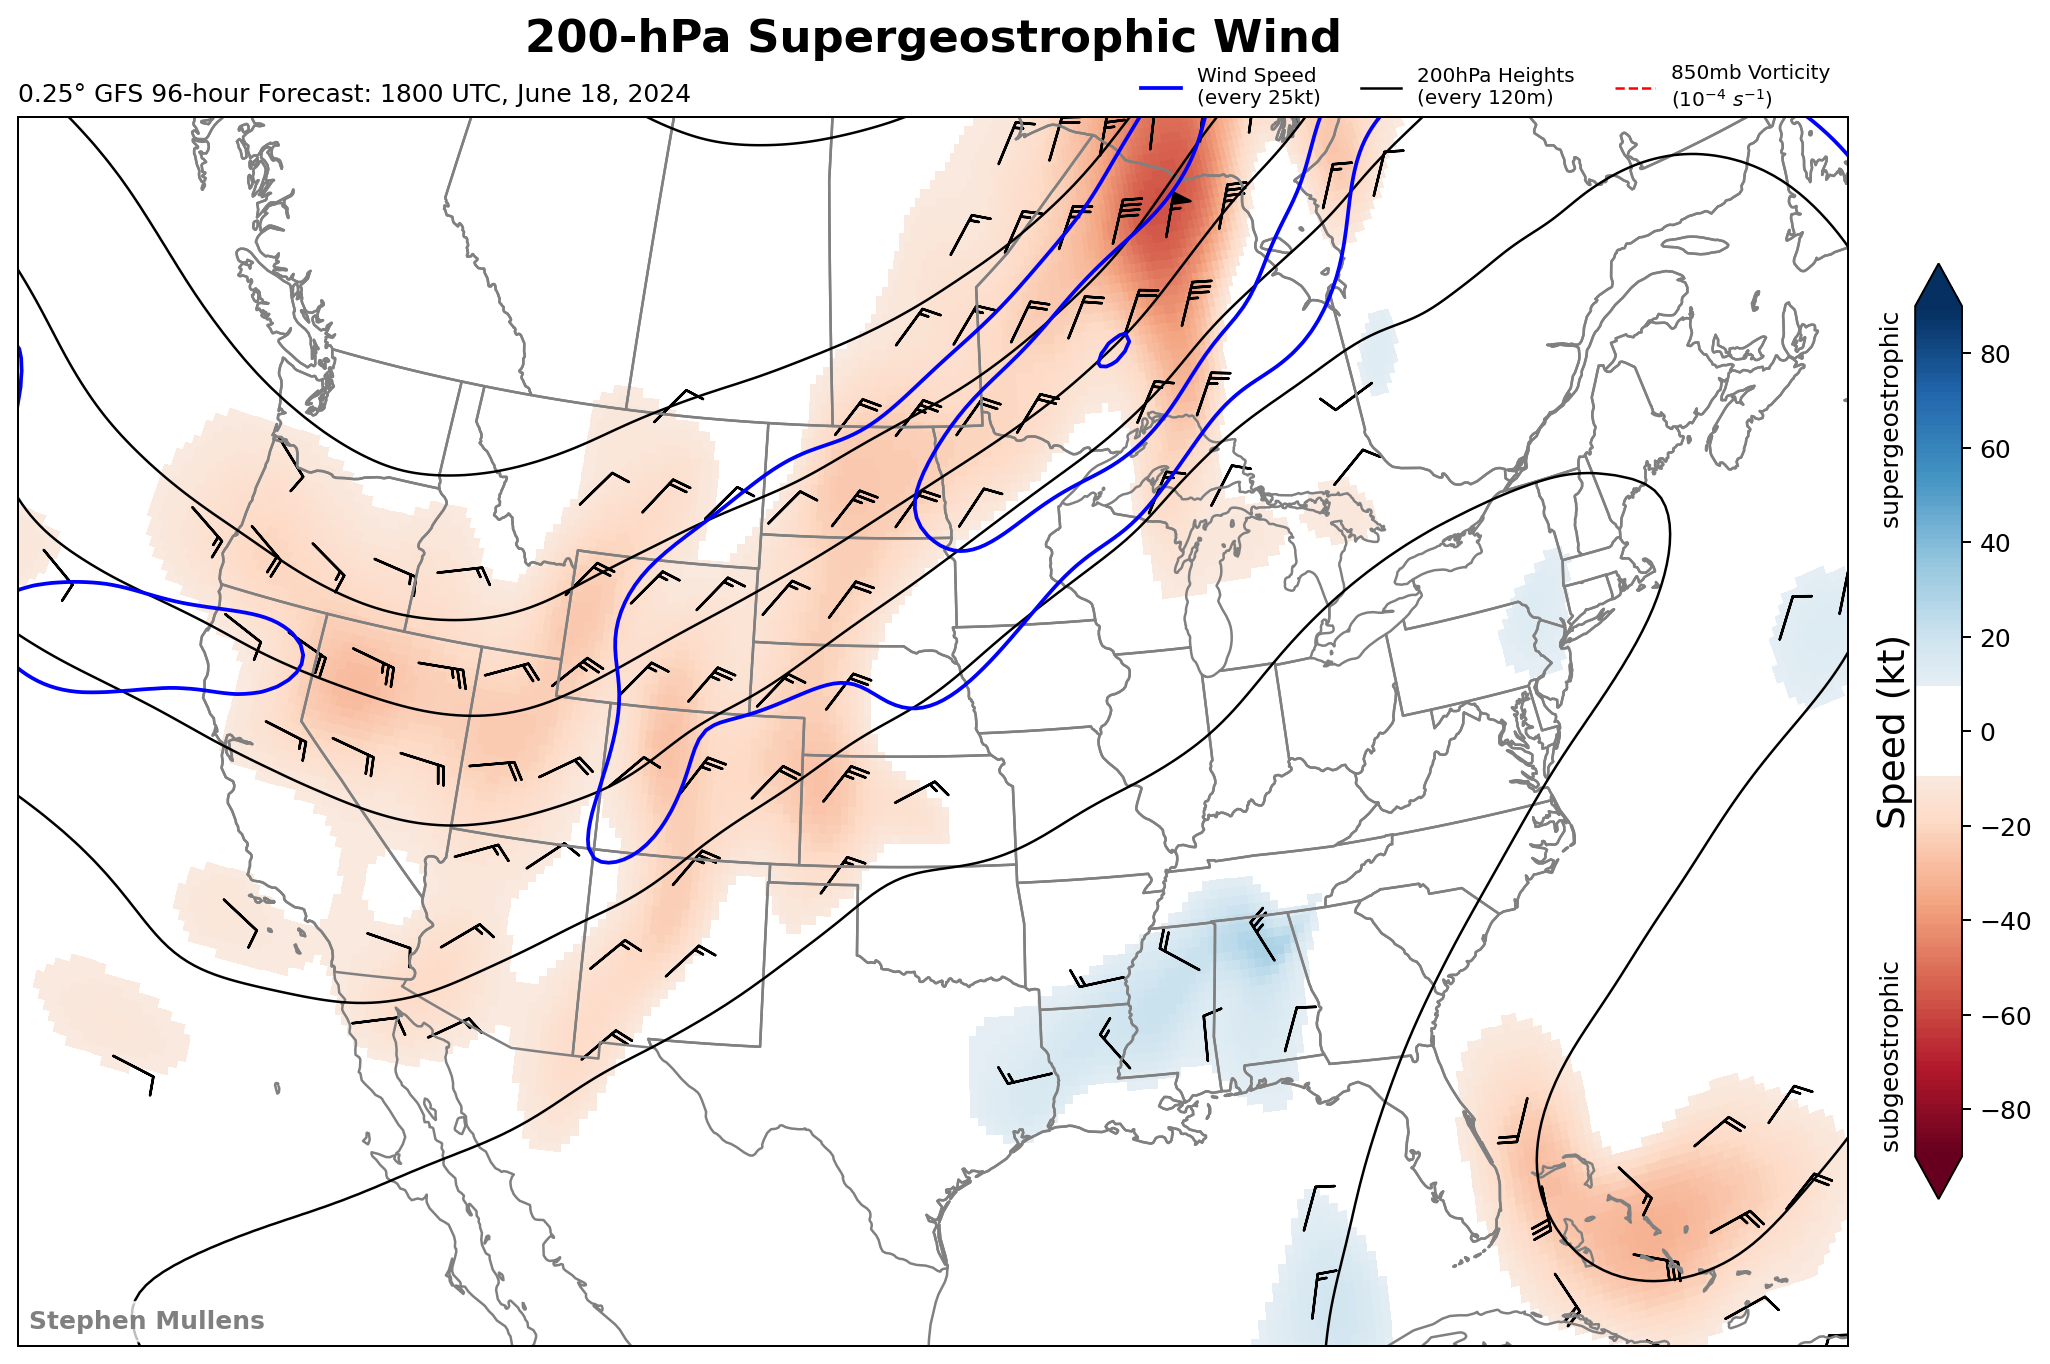 200-hPa Supergeostrophic Wind
0.25° GFS 96-hour Forecast: 1800 UTC, June 18, 2024
Wind Speed
(every 25kt)
200hPa Heights
(every 120m)
850mb Vorticity
(10⁻⁴ s⁻¹)
supergeostrophic
Speed (kt)
subgeostrophic
80
60
40
20
0
−20
−40
−60
−80
Stephen Mullens